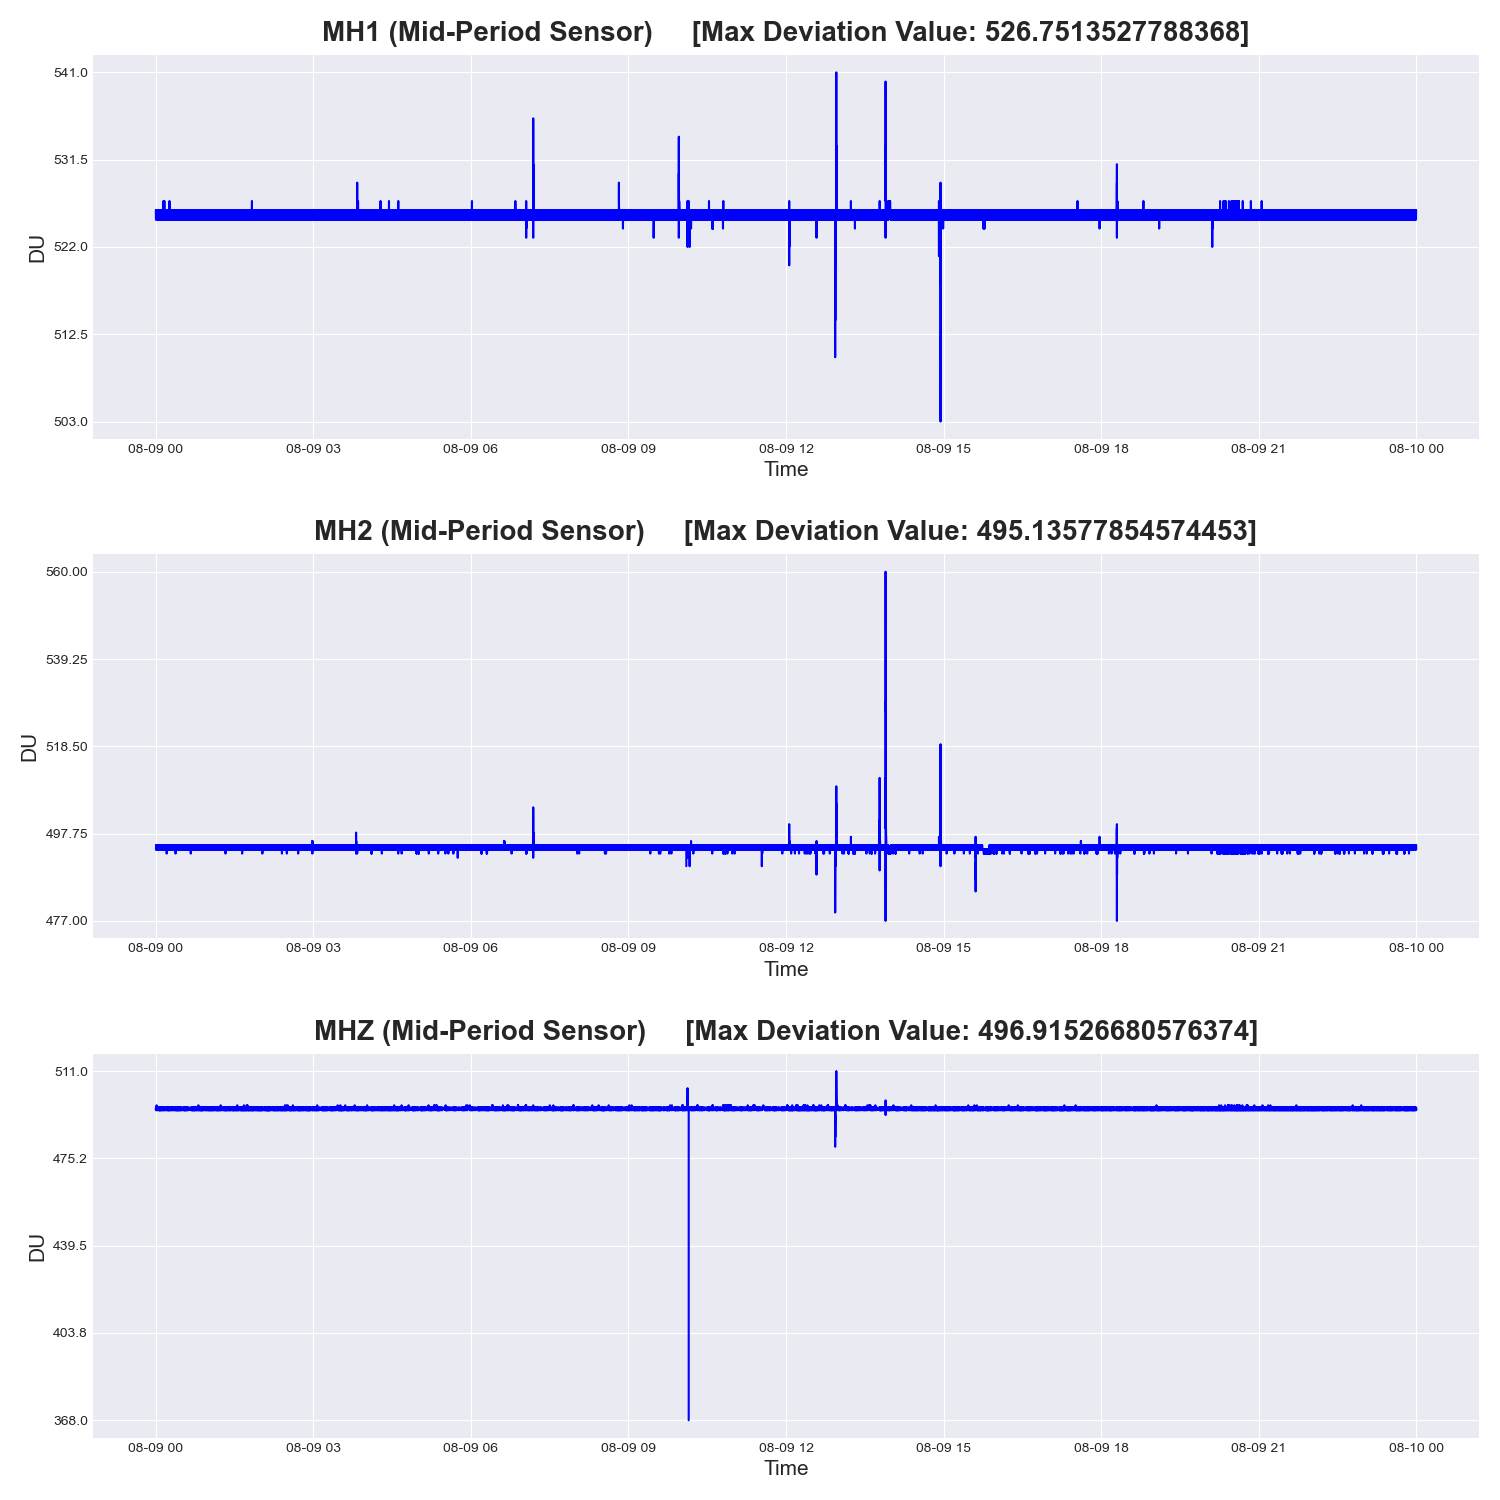 MH1 (Mid-Period Sensor) [Max Deviation Value: 526.7513527788368]
541.0
531.5
522.0
512.5
503.0
DU
08-09 00 08-09 03 08-09 06 08-09 09 08-09 12 08-09 15 08-09 18 08-09 21 08-10 00
Time
MH2 (Mid-Period Sensor) [Max Deviation Value: 495.13577854574453]
560.00
539.25
518.50
497.75
477.00
DU
08-09 00 08-09 03 08-09 06 08-09 09 08-09 12 08-09 15 08-09 18 08-09 21 08-10 00
Time
MHZ (Mid-Period Sensor) [Max Deviation Value: 496.91526680576374]
511.0
475.2
439.5
403.8
368.0
DU
08-09 00 08-09 03 08-09 06 08-09 09 08-09 12 08-09 15 08-09 18 08-09 21 08-10 00
Time